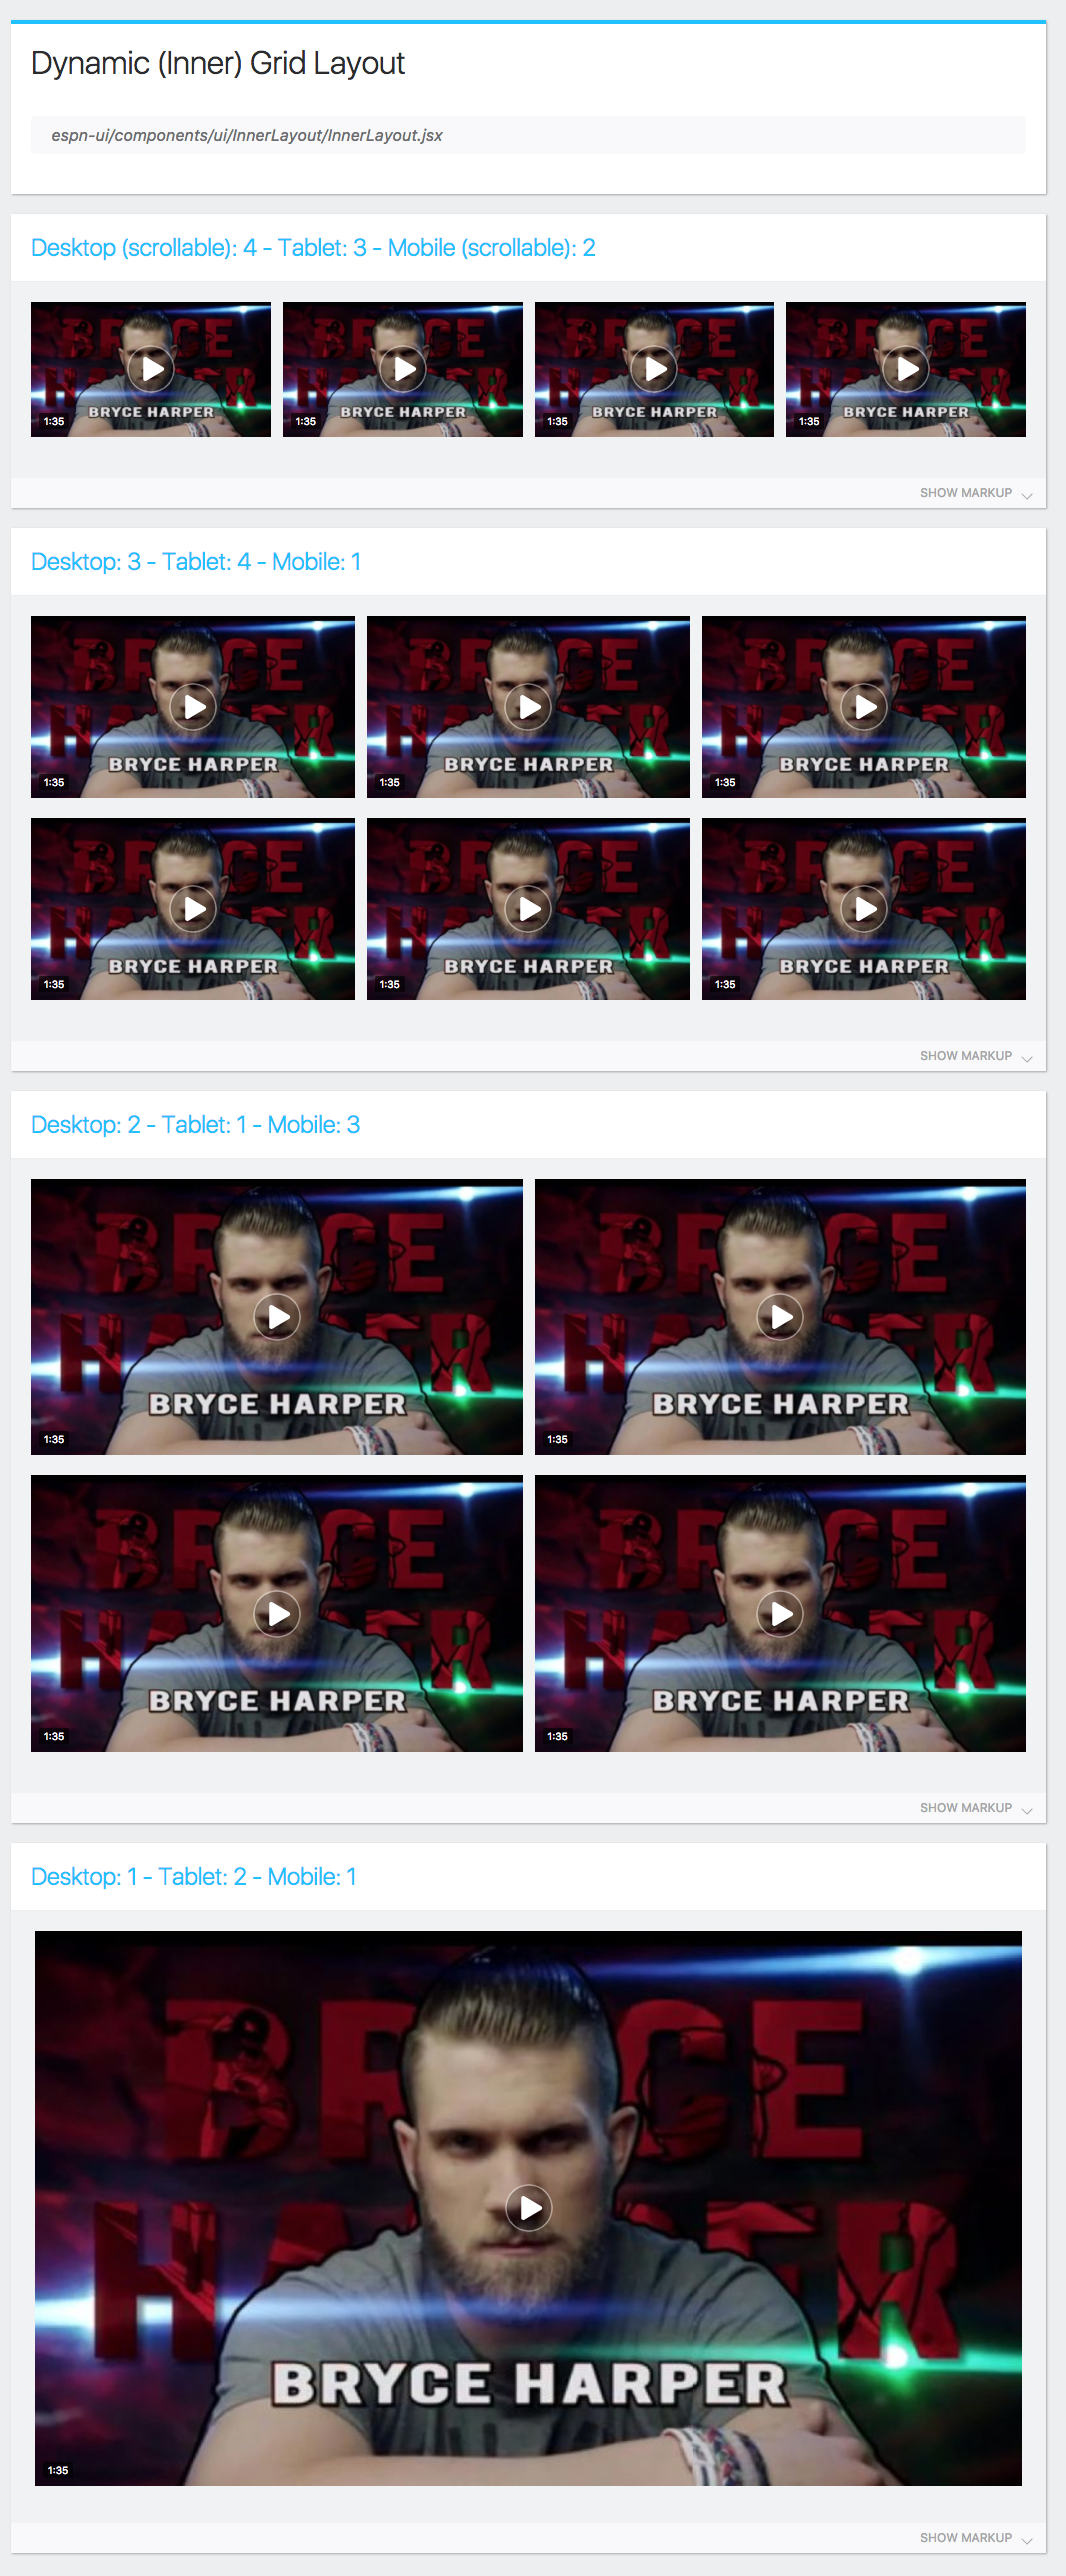 Dynamic (Inner) Grid Layout
espn-ui/components/ui/InnerLayout/InnerLayout.jsx
Desktop (scrollable): 4 - Tablet: 3 - Mobile (scrollable): 2
BRYCE HARPER BRYCE HARPER BRYCE HARPER BRYCE HARPER
1:35 1:35 1:35 1:35
SHOW MARKUP
Desktop: 3 - Tablet: 4 - Mobile: 1
BRYCE HARPER BRYCE HARPER BRYCE HARPER
1:35 1:35 1:35
BRYCE HARPER BRYCE HARPER BRYCE HARPER
1:35 1:35 1:35
SHOW MARKUP
Desktop: 2 - Tablet: 1 - Mobile: 3
BRYCE HARPER BRYCE HARPER
1:35 1:35
BRYCE HARPER BRYCE HARPER
1:35 1:35
SHOW MARKUP
Desktop: 1 - Tablet: 2 - Mobile: 1
BRYCE HARPER
1:35
SHOW MARKUP